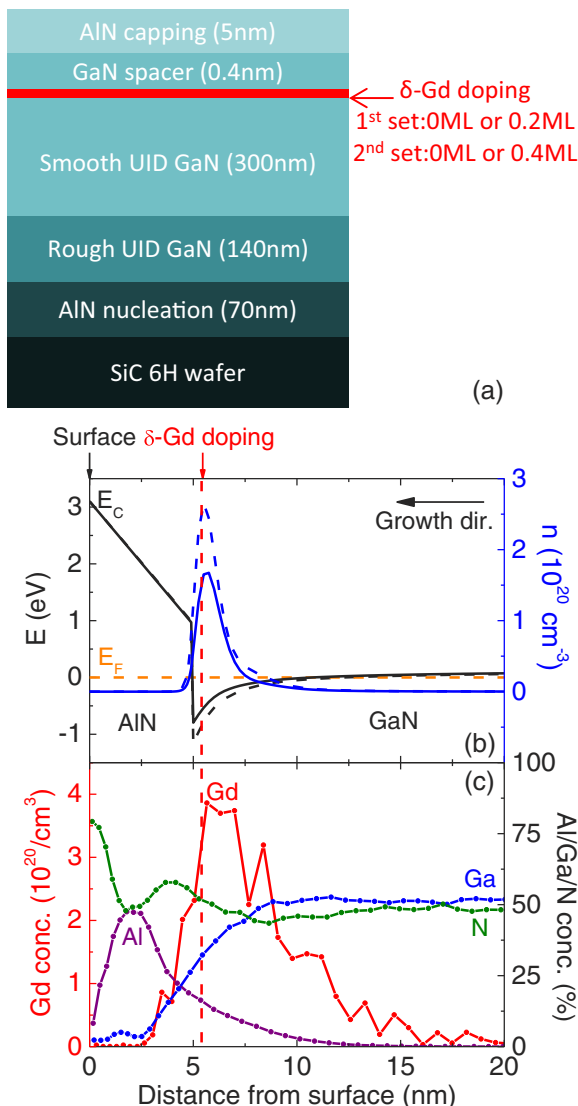 AlN capping (5nm)
GaN spacer (0.4nm)
δ-Gd doping
1st set:0ML or 0.2ML
2nd set:0ML or 0.4ML
Smooth UID GaN (300nm)
Rough UID GaN (140nm)
AlN nucleation (70nm)
SiC 6H wafer
(a)
Surface δ-Gd doping
3
2
1
0
-1
E (eV)
E_C
E_F
Growth dir.
AlN
GaN
(b)
3
2
1
0
n (10^20 cm^-3)
4
3
2
1
0
Gd conc. (10^20/cm^3)
Gd
Al
Ga
N
(c)
100
75
50
25
0
Al/Ga/N conc. (%)
0 5 10 15 20
Distance from surface (nm)